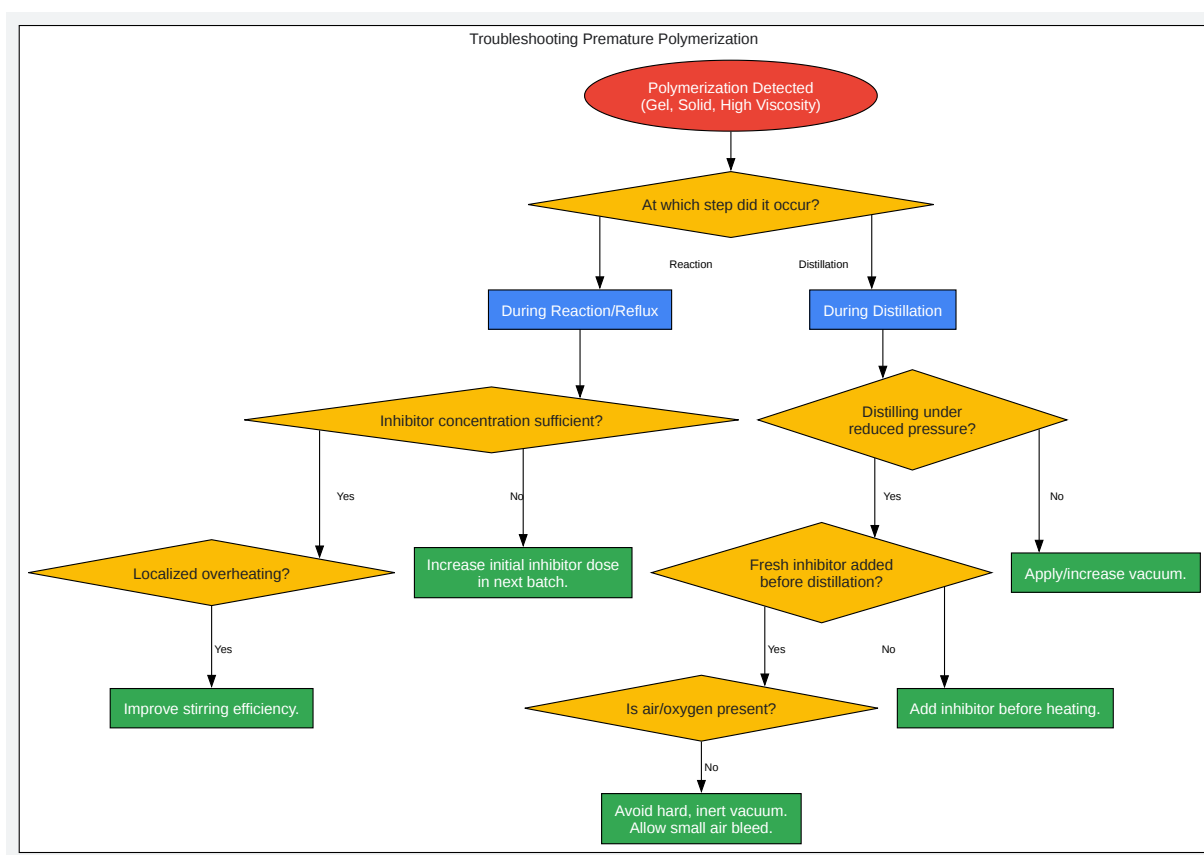 Troubleshooting Premature Polymerization
Polymerization Detected
(Gel, Solid, High Viscosity)
At which step did it occur?
Reaction
Distillation
During Reaction/Reflux
During Distillation
Inhibitor concentration sufficient?
Distilling under
reduced pressure?
Yes
No
Yes
No
Localized overheating?
Increase initial inhibitor dose
in next batch.
Fresh inhibitor added
before distillation?
Apply/increase vacuum.
Yes
Yes
No
Improve stirring efficiency.
Is air/oxygen present?
Add inhibitor before heating.
No
Avoid hard, inert vacuum.
Allow small air bleed.